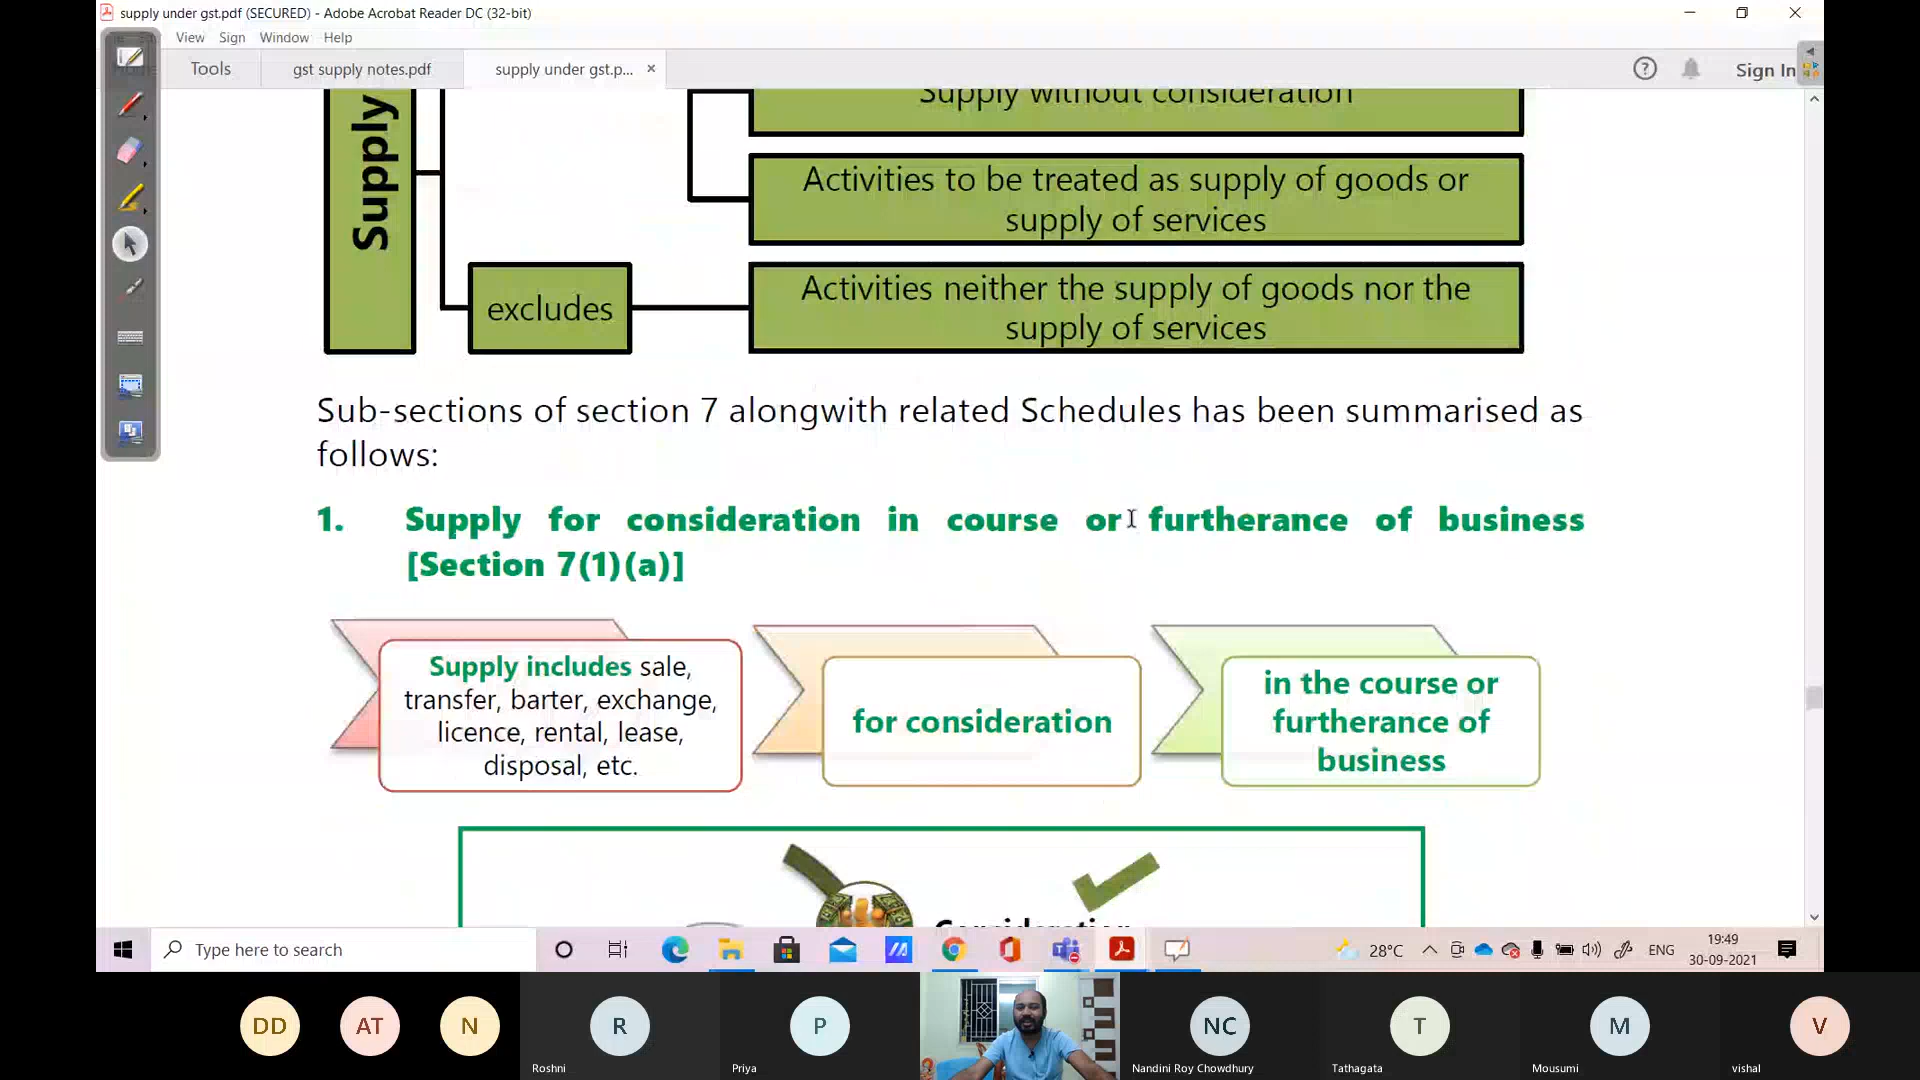 supply under gst.pdf (SECURED) - Adobe Acrobat Reader DC (32-bit)
View Sign Window Help
Tools
gst supply notes.pdf
supply under gst.p...
Sign In
Supply without consideration
Supply
Activities to be treated as supply of goods or
supply of services
excludes
Activities neither the supply of goods nor the
supply of services
Sub-sections of section 7 alongwith related Schedules has been summarised as
follows:
1. Supply for consideration in course or furtherance of business
[Section 7(1)(a)]
Supply includes sale,
transfer, barter, exchange,
licence, rental, lease,
disposal, etc.
for consideration
in the course or
furtherance of
business
Consideration
Type here to search
28°C
ENG
19:49
30-09-2021
DD
AT
N
R
P
NC
T
M
V
Roshni
Priya
Nandini Roy Chowdhury
Tathagata
Mousumi
vishal